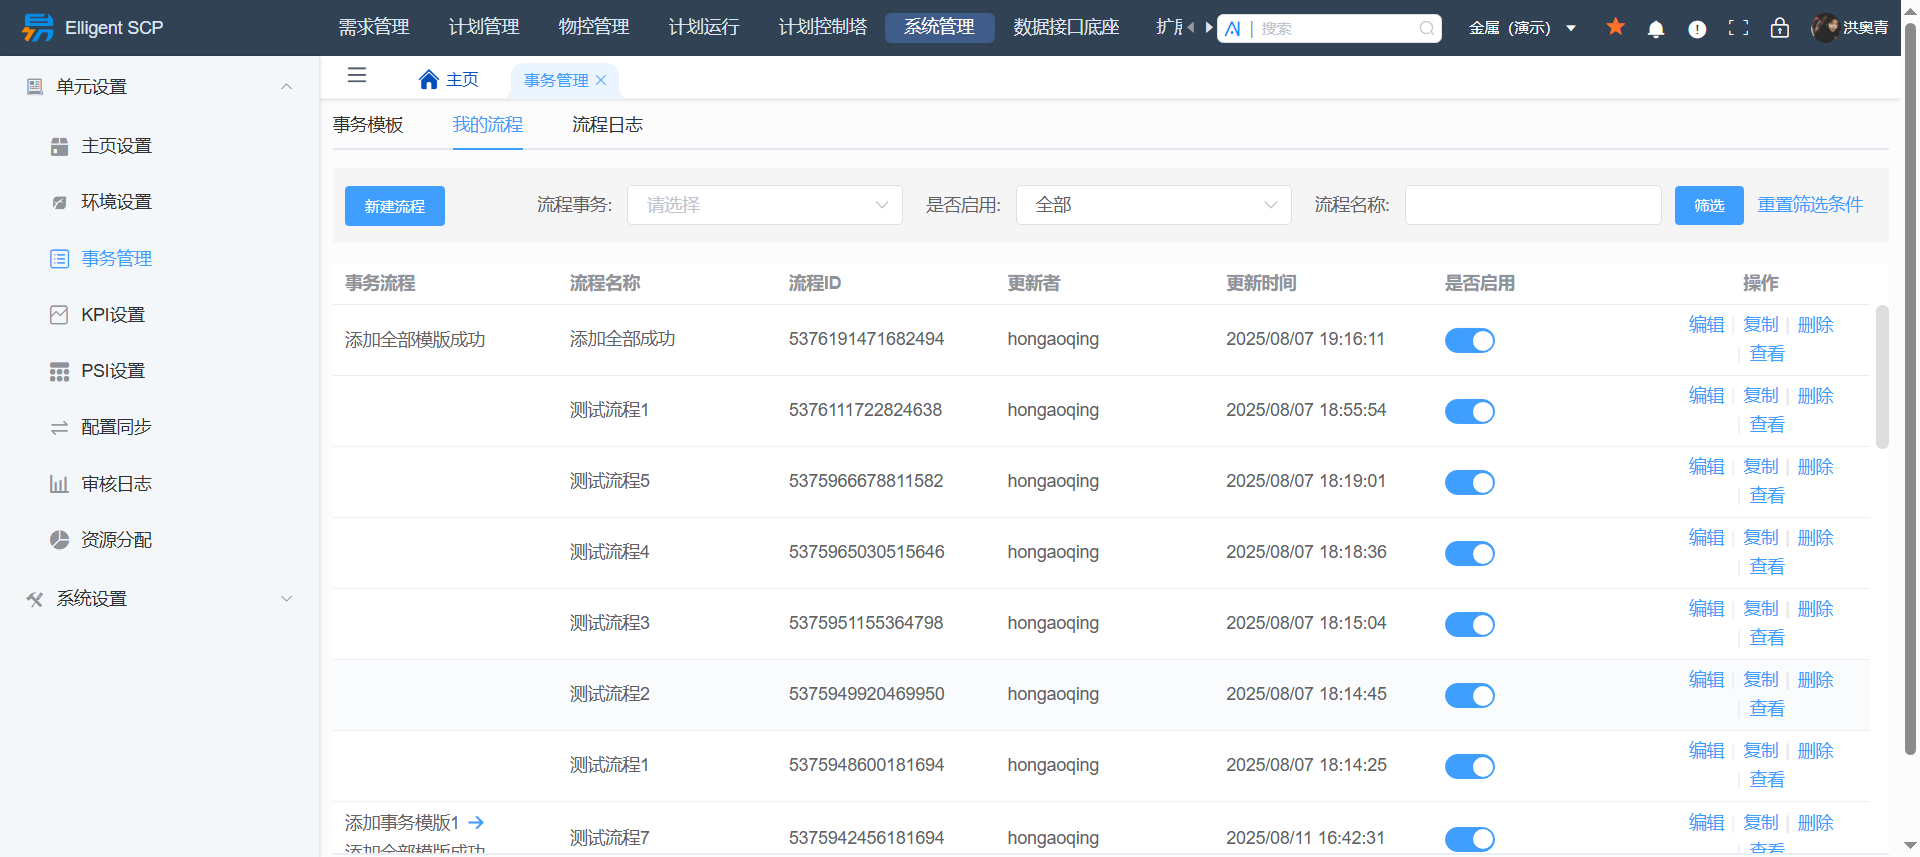 Elligent SCP
需求管理 计划管理 物控管理 计划运行 计划控制塔 系统管理 数据接口底座
AI | 搜索 金属（演示） 洪奥青
单元设置
主页设置
环境设置
事务管理
KPI设置
PSI设置
配置同步
审核日志
资源分配
系统设置
主页 事务管理
事务模板 我的流程 流程日志
新建流程 流程事务: 请选择 是否启用: 全部 流程名称: 筛选 重置筛选条件
事务流程 流程名称 流程ID 更新者 更新时间 是否启用 操作
添加全部模版成功 添加全部成功 5376191471682494 hongaoqing 2025/08/07 19:16:11 编辑 复制 删除
查看
测试流程1 5376111722824638 hongaoqing 2025/08/07 18:55:54 编辑 复制 删除
查看
测试流程5 5375966678811582 hongaoqing 2025/08/07 18:19:01 编辑 复制 删除
查看
测试流程4 5375965030515646 hongaoqing 2025/08/07 18:18:36 编辑 复制 删除
查看
测试流程3 5375951155364798 hongaoqing 2025/08/07 18:15:04 编辑 复制 删除
查看
测试流程2 5375949920469950 hongaoqing 2025/08/07 18:14:45 编辑 复制 删除
查看
测试流程1 5375948600181694 hongaoqing 2025/08/07 18:14:25 编辑 复制 删除
查看
添加事务模版1 → 测试流程7 5375942456181694 hongaoqing 2025/08/11 16:42:31 编辑 复制 删除
添加全部模版成功 查看